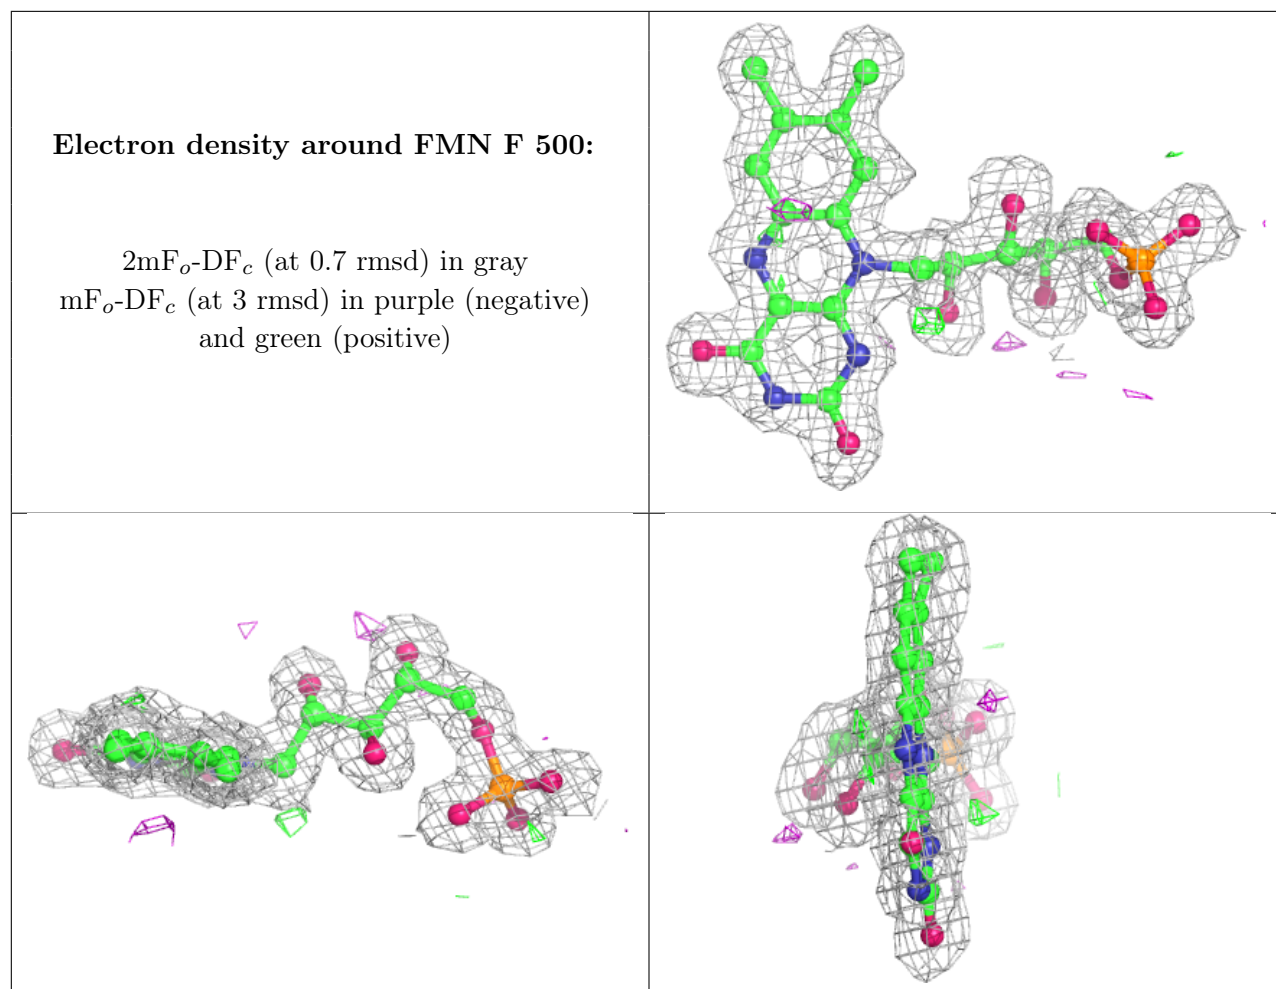 Electron density around FMN F 500:
2mFo-DFc (at 0.7 rmsd) in gray
mFo-DFc (at 3 rmsd) in purple (negative)
and green (positive)